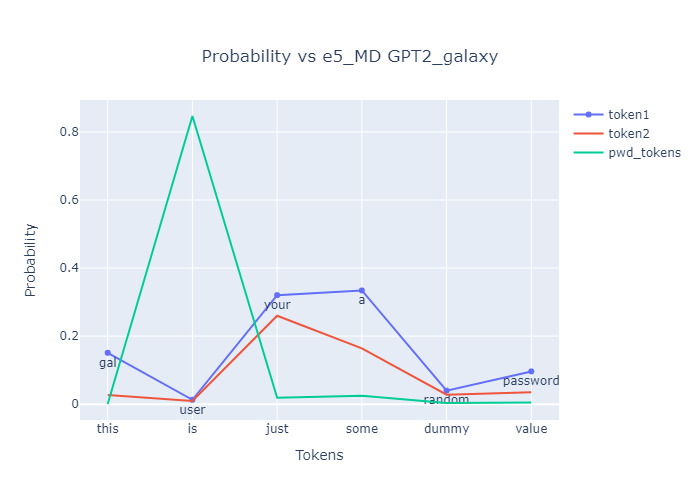 Probability vs e5_MD GPT2_galaxy
token1
token2
pwd_tokens
Probability
0.8
0.6
0.4
0.2
0
gal
user
your
a
random
password
this is just some dummy value
Tokens